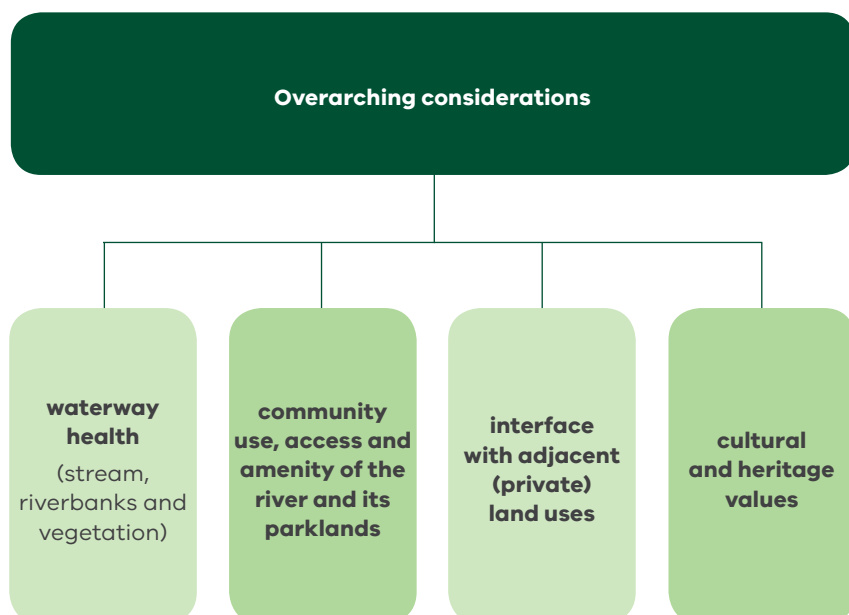 Overarching considerations
waterway
health
(stream,
riverbanks and
vegetation)
community
use, access and
amenity of the
river and its
parklands
interface
with adjacent
(private)
land uses
cultural
and heritage
values